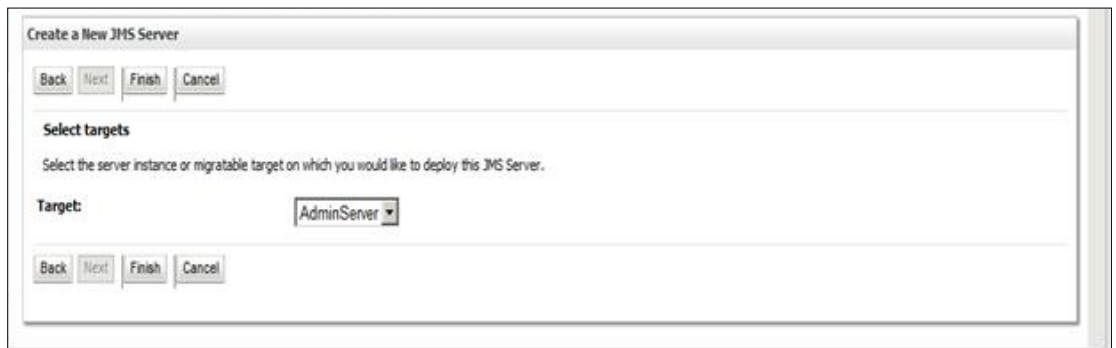 Create a New JMS Server
Back Next Finish Cancel
Select targets
Select the server instance or migratable target on which you would like to deploy this JMS Server.
Target: AdminServer
Back Next Finish Cancel